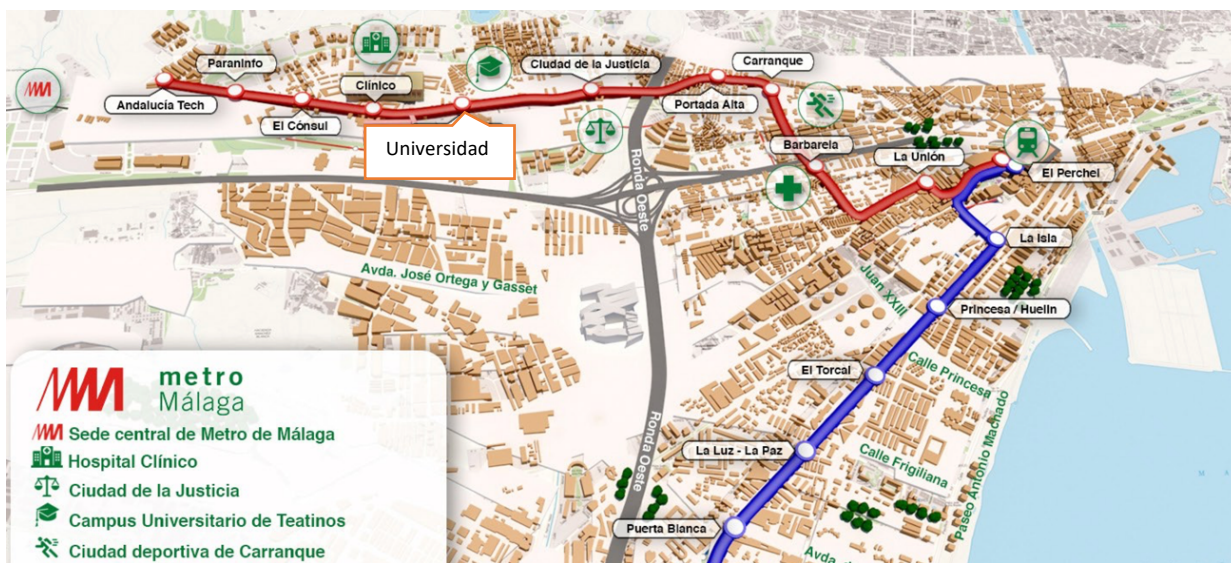 Paraninfo
Andalucía Tech
El Cónsul
Clínico
Universidad
Ciudad de la Justicia
Portada Alta
Carranque
Barbarela
La Unión
El Perchel
La Isla
Princesa / Huelin
El Torcal
La Luz - La Paz
Puerta Blanca
Ronda Oeste
Ronda Oeste
Avda. José Ortega y Gasset
Juan XXIII
Calle Princesa
Calle Frigiliana
Paseo Antonio Machado
Avda.
metro
Málaga
Sede central de Metro de Málaga
Hospital Clínico
Ciudad de la Justicia
Campus Universitario de Teatinos
Ciudad deportiva de Carranque